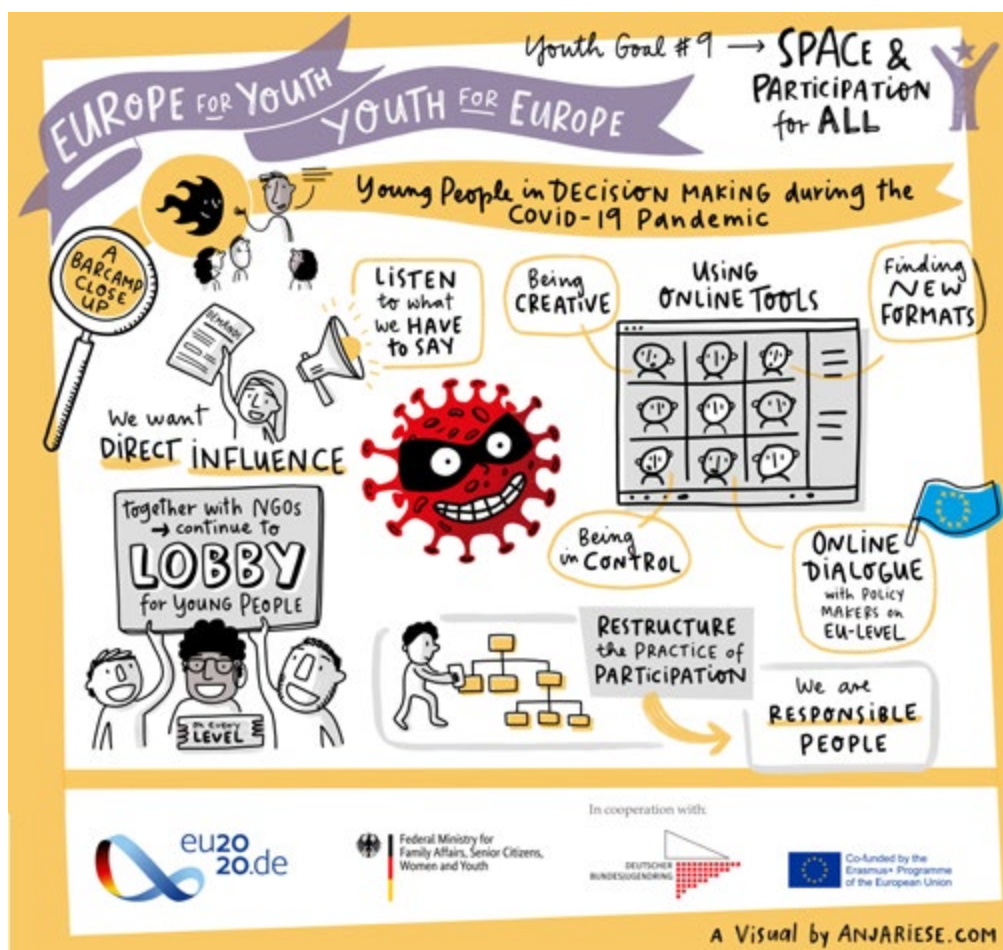 Youth Goal #9 → SPACE &
PARTICIPATION
for ALL
EUROPE FOR YOUTH
YOUTH FOR EUROPE
Young People in DECISION MAKING during the
COVID-19 Pandemic
A
BARCAMP
CLOSE
UP
DEMANDS
LISTEN
to what
we HAVE
to SAY
We want
DIRECT INFLUENCE
Being
CREATIVE
USING
ONLINE TOOLS
Finding
NEW
FORMATS
Being
in CONTROL
ONLINE
DIALOGUE
with POLICY
MAKERS on
EU-LEVEL
together with NGOs
→ continue to
LOBBY
for YOUNG PEOPLE
on EVERY
LEVEL
RESTRUCTURE
the PRACTICE of
PARTICIPATION
We are
RESPONSIBLE
PEOPLE
eu20
20.de
Federal Ministry for
Family Affairs, Senior Citizens,
Women and Youth
In cooperation with:
DEUTSCHER
BUNDESJUGENDRING
Co-funded by the
Erasmus+ Programme
of the European Union
A Visual by ANJARIESE.COM